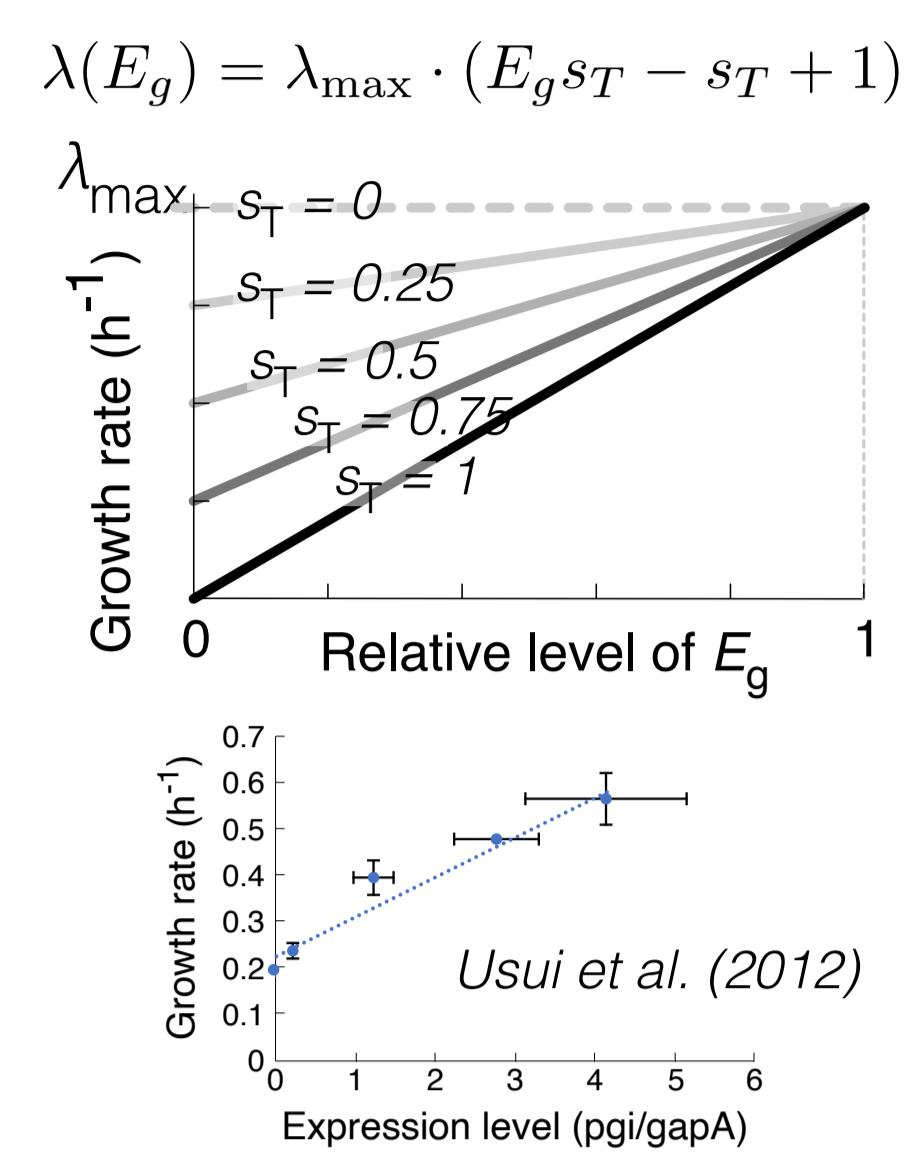 λ(E_g) = λ_max · (E_g s_T − s_T + 1)
λ_max
s_T = 0
s_T = 0.25
s_T = 0.5
s_T = 0.75
s_T = 1
Growth rate (h⁻¹)
0
1
Relative level of E_g
0.7
0.6
0.5
0.4
0.3
0.2
0.1
0
Growth rate (h⁻¹)
Usui et al. (2012)
0 1 2 3 4 5 6
Expression level (pgi/gapA)